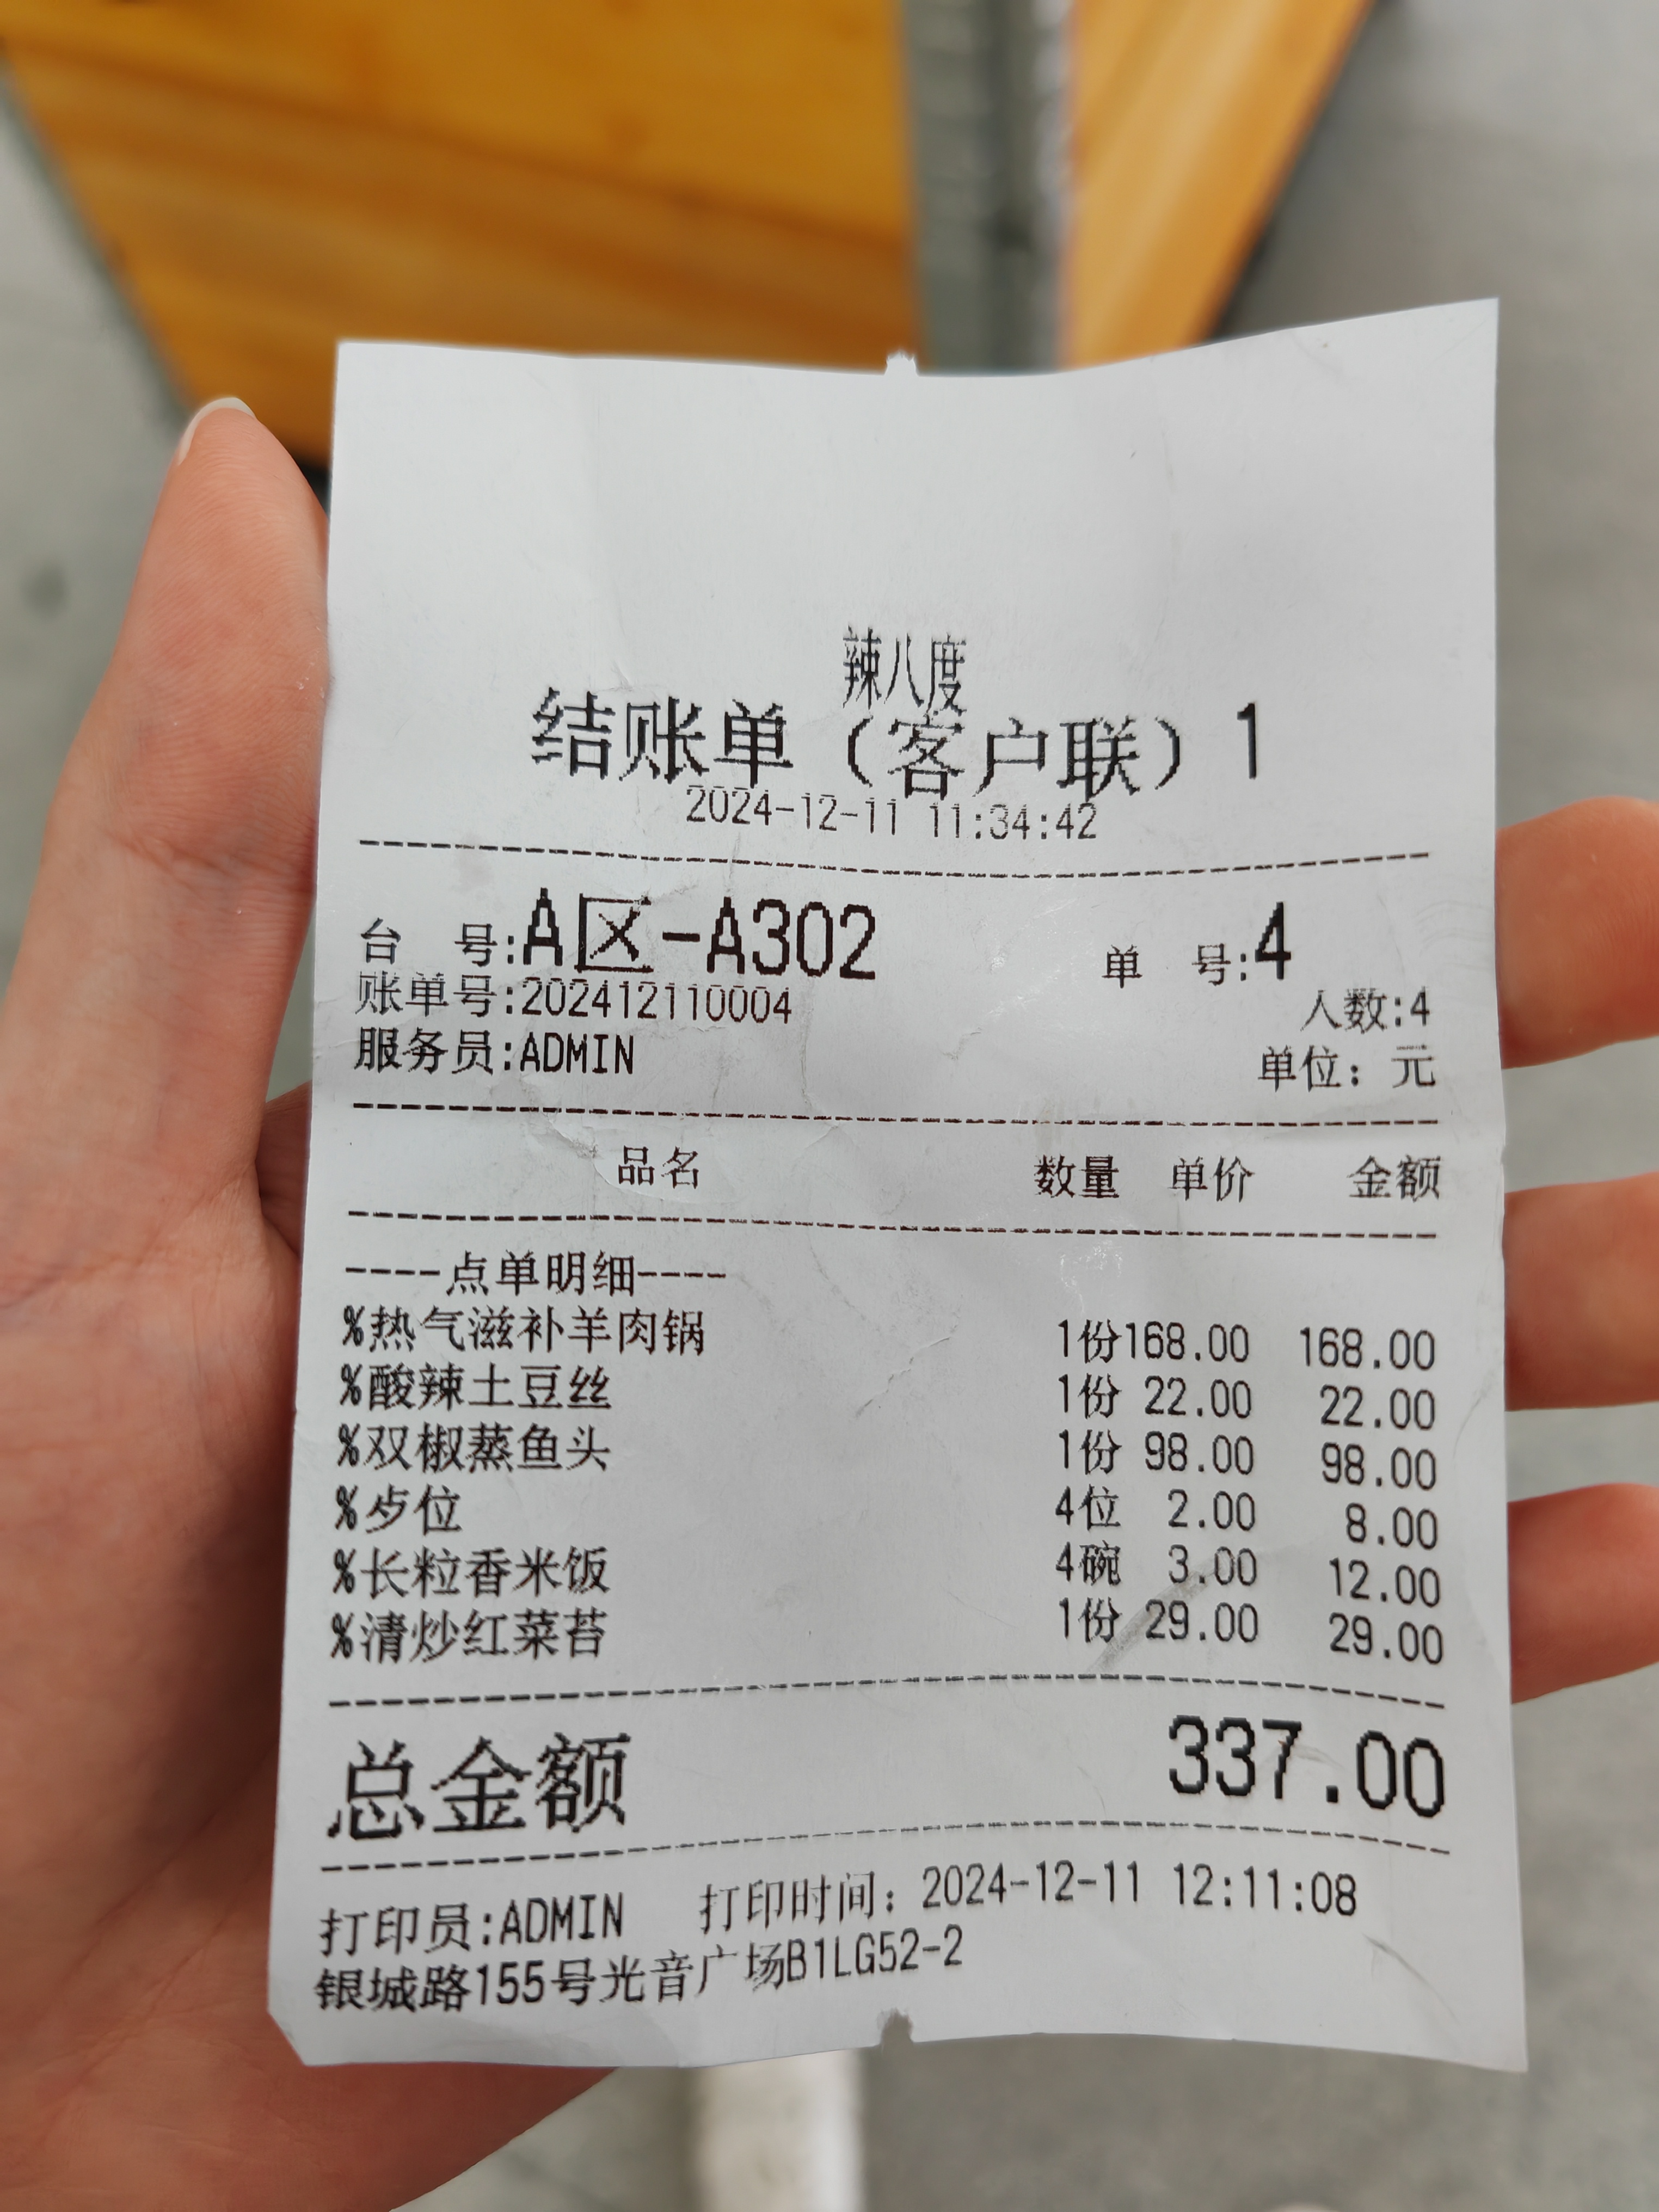 辣八度
结账单（客户联）1
2024-12-11 11:34:42
台 号:A区-A302 单 号:4
账单号:202412110004 人数:4
服务员:ADMIN 单位：元
品名 数量 单价 金额
----点单明细----
%热气滋补羊肉锅 1份168.00 168.00
%酸辣土豆丝 1份 22.00 22.00
%双椒蒸鱼头 1份 98.00 98.00
%歺位 4位 2.00 8.00
%长粒香米饭 4碗 3.00 12.00
%清炒红菜苔 1份 29.00 29.00
总金额 337.00
打印员:ADMIN 打印时间：2024-12-11 12:11:08
银城路155号光音广场B1LG52-2